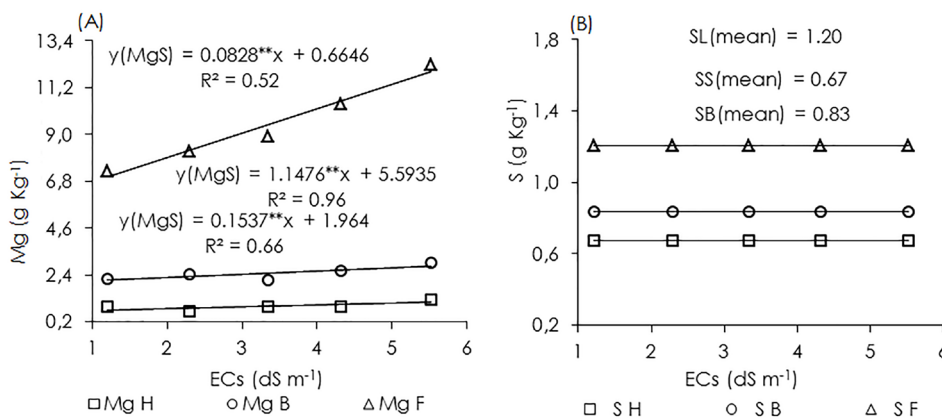 (A)
13,4
11,2
9,0
6,8
4,6
2,4
0,2
Mg (g Kg-1)
y(MgS) = 0.0828**x + 0.6646
R² = 0.52
y(MgS) = 1.1476**x + 5.5935
R² = 0.96
y(MgS) = 0.1537**x + 1.964
R² = 0.66
1 2 3 4 5 6
ECs (dS m-1)
Mg H Mg B Mg F
(B)
1,8
1,4
1,0
0,6
0,2
S (g Kg-1)
SL(mean) = 1.20
SS(mean) = 0.67
SB(mean) = 0.83
1 2 3 4 5 6
ECs (dS m-1)
S H S B S F